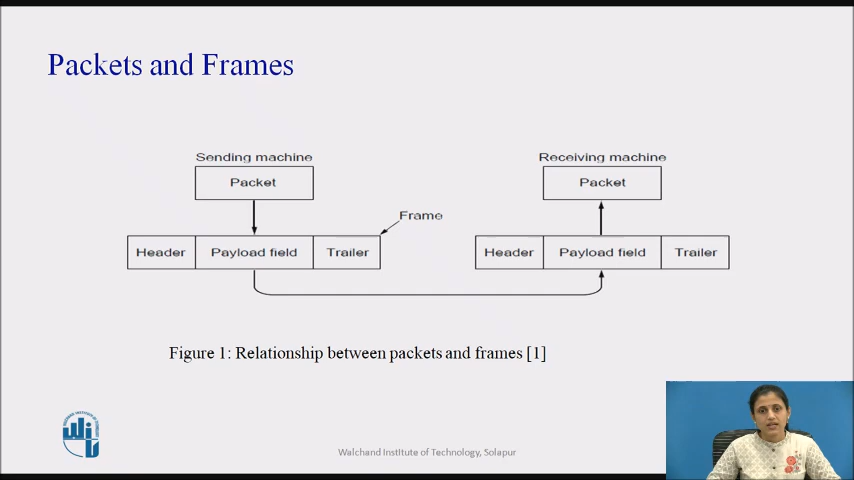 Packets and Frames
Sending machine
Receiving machine
Packet
Packet
Frame
Header
Payload field
Trailer
Header
Payload field
Trailer
Figure 1: Relationship between packets and frames [1]
Walchand Institute of Technology, Solapur